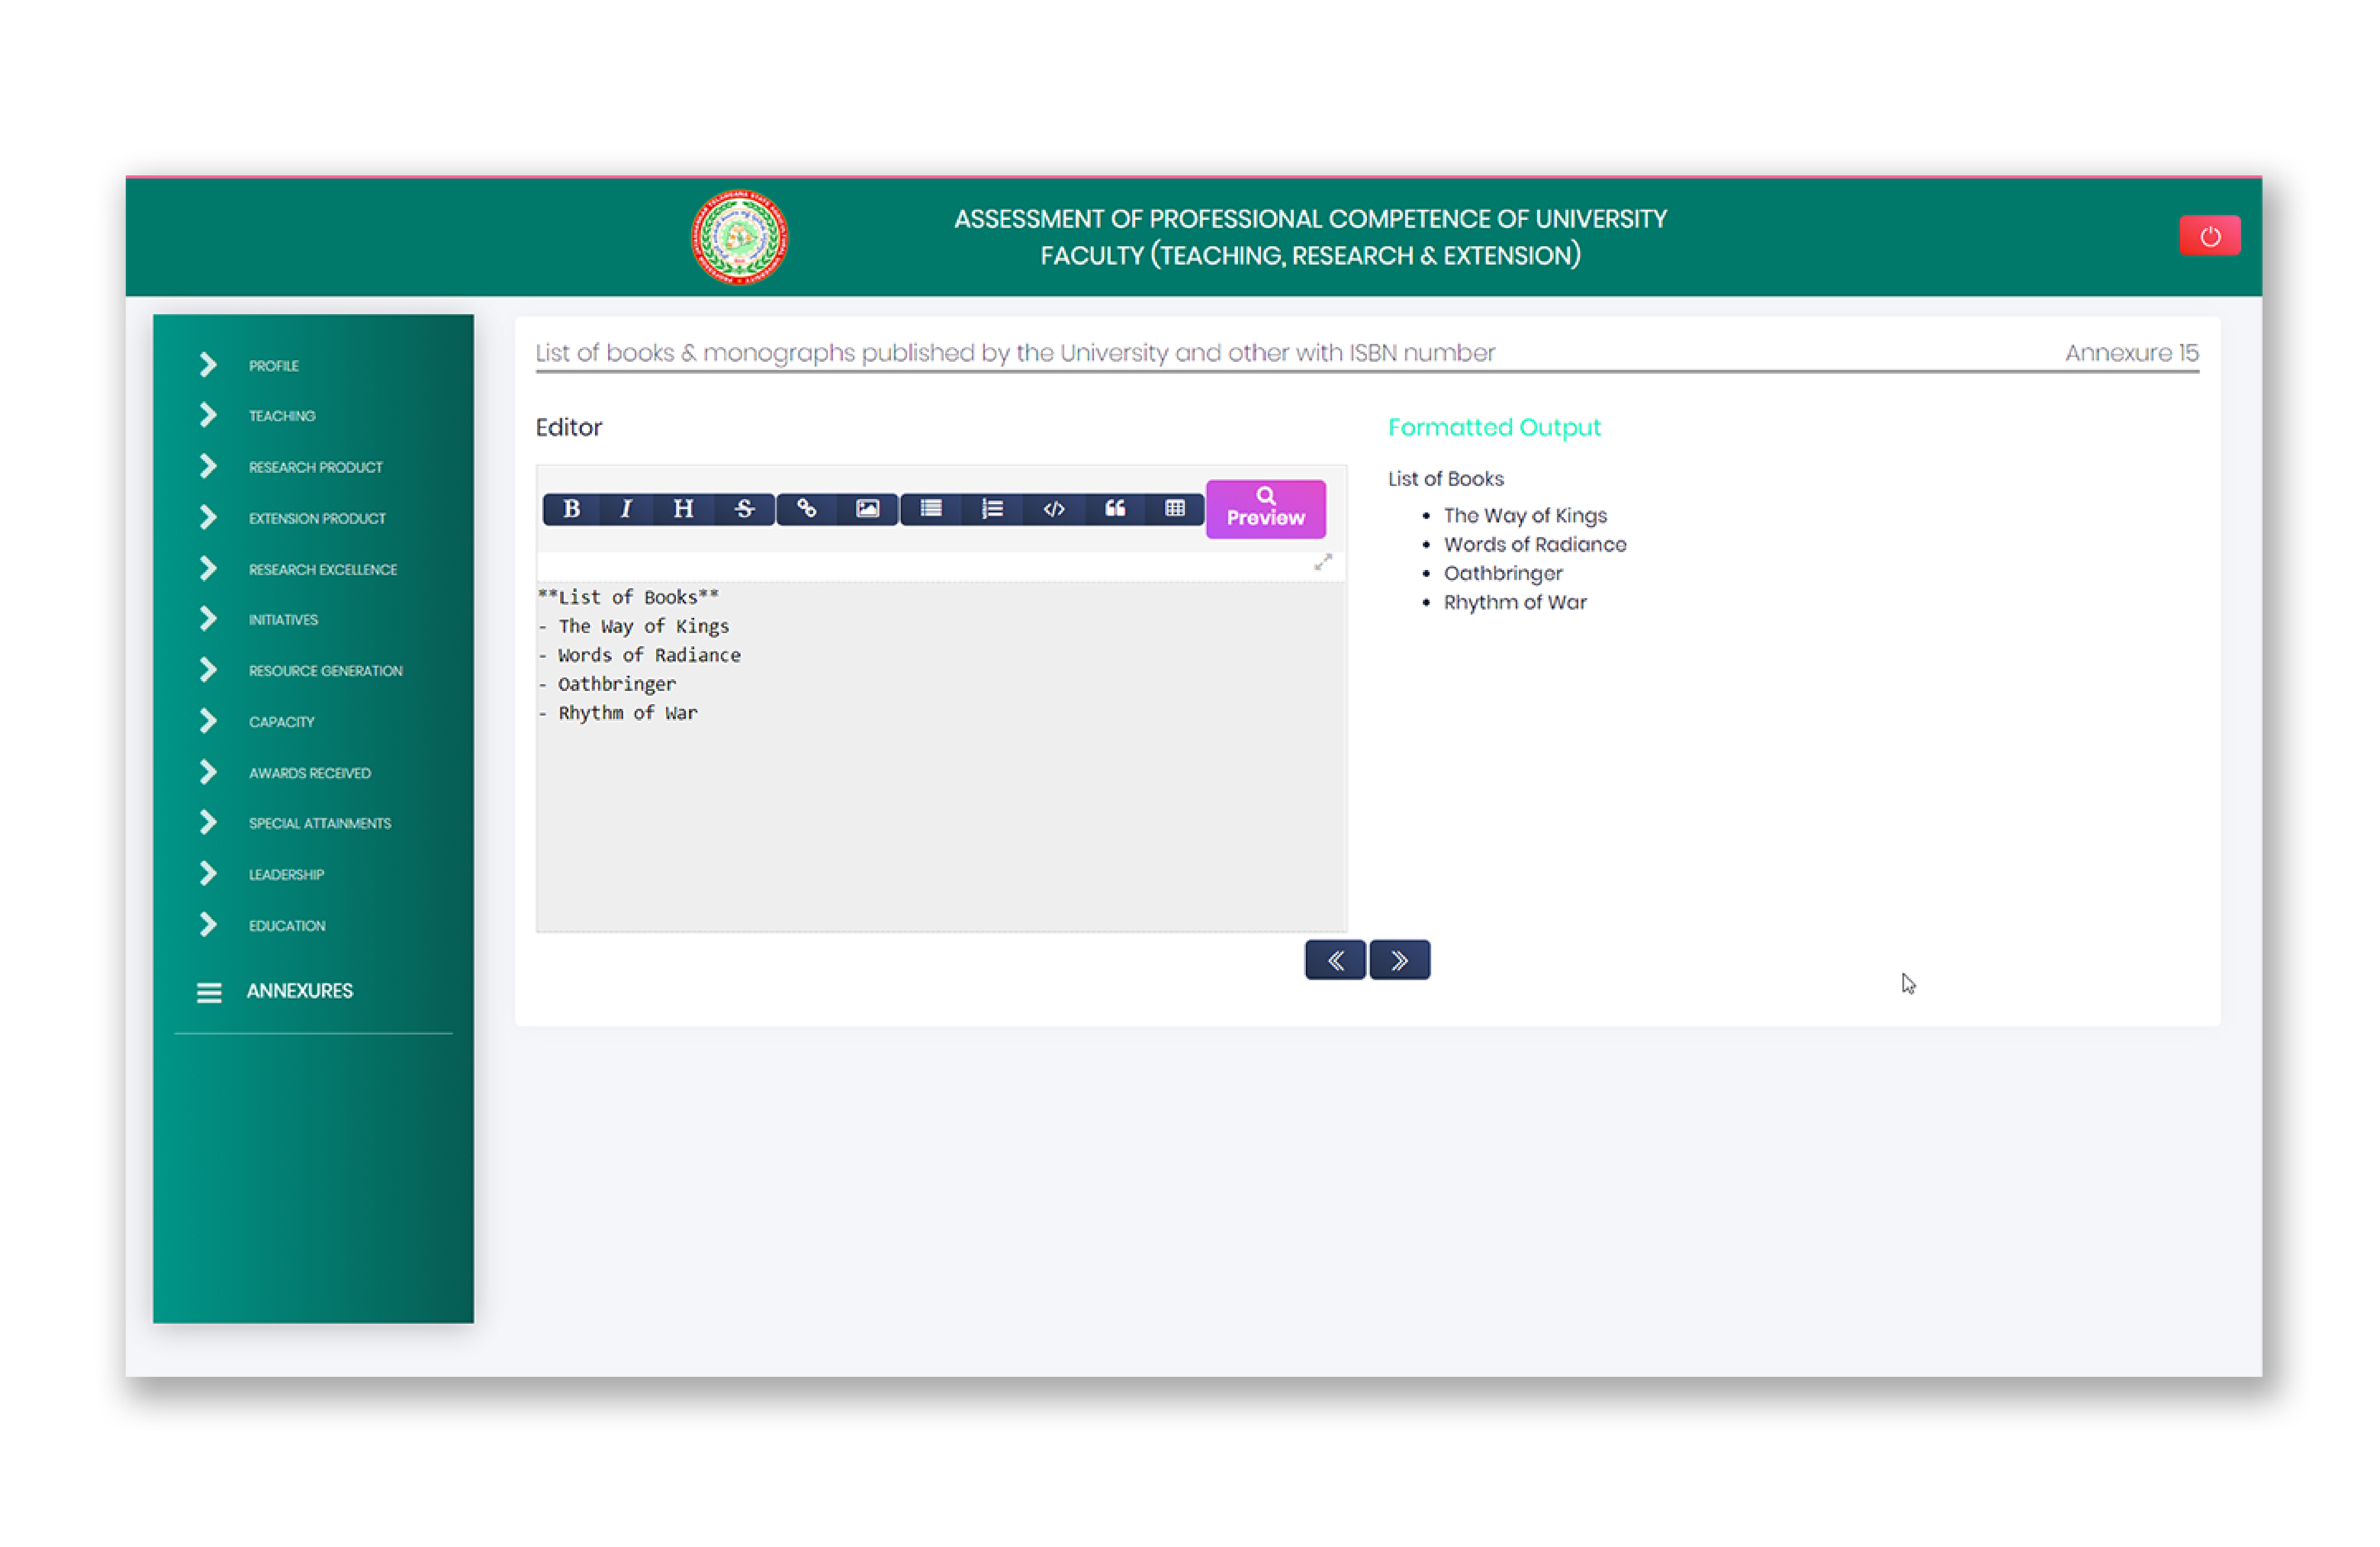 ASSESSMENT OF PROFESSIONAL COMPETENCE OF UNIVERSITY
FACULTY (TEACHING, RESEARCH & EXTENSION)
PROFILE
TEACHING
RESEARCH PRODUCT
EXTENSION PRODUCT
RESEARCH EXCELLENCE
INITIATIVES
RESOURCE GENERATION
CAPACITY
AWARDS RECEIVED
SPECIAL ATTAINMENTS
LEADERSHIP
EDUCATION
ANNEXURES
List of books & monographs published by the University and other with ISBN number
Annexure 15
Editor
B I H S
Preview
**List of Books**
- The Way of Kings
- Words of Radiance
- Oathbringer
- Rhythm of War
Formatted Output
List of Books
• The Way of Kings
• Words of Radiance
• Oathbringer
• Rhythm of War